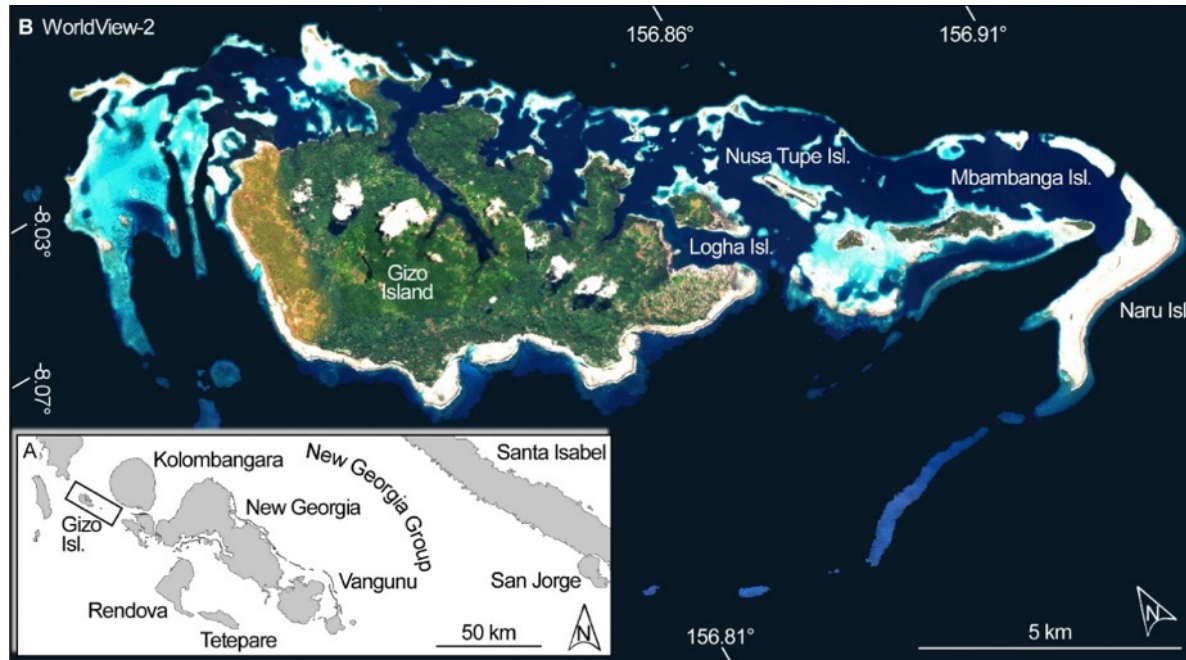 B WorldView-2
156.86°
156.91°
Nusa Tupe Isl.
Mbambanga Isl.
-8.03°
Logha Isl.
Gizo
Island
Naru Isl
-8.07°
A
Kolombangara
New Georgia Group
Santa Isabel
New Georgia
Gizo
Isl.
Vangunu
San Jorge
Rendova
Tetepare
50 km
N
156.81°
5 km
N